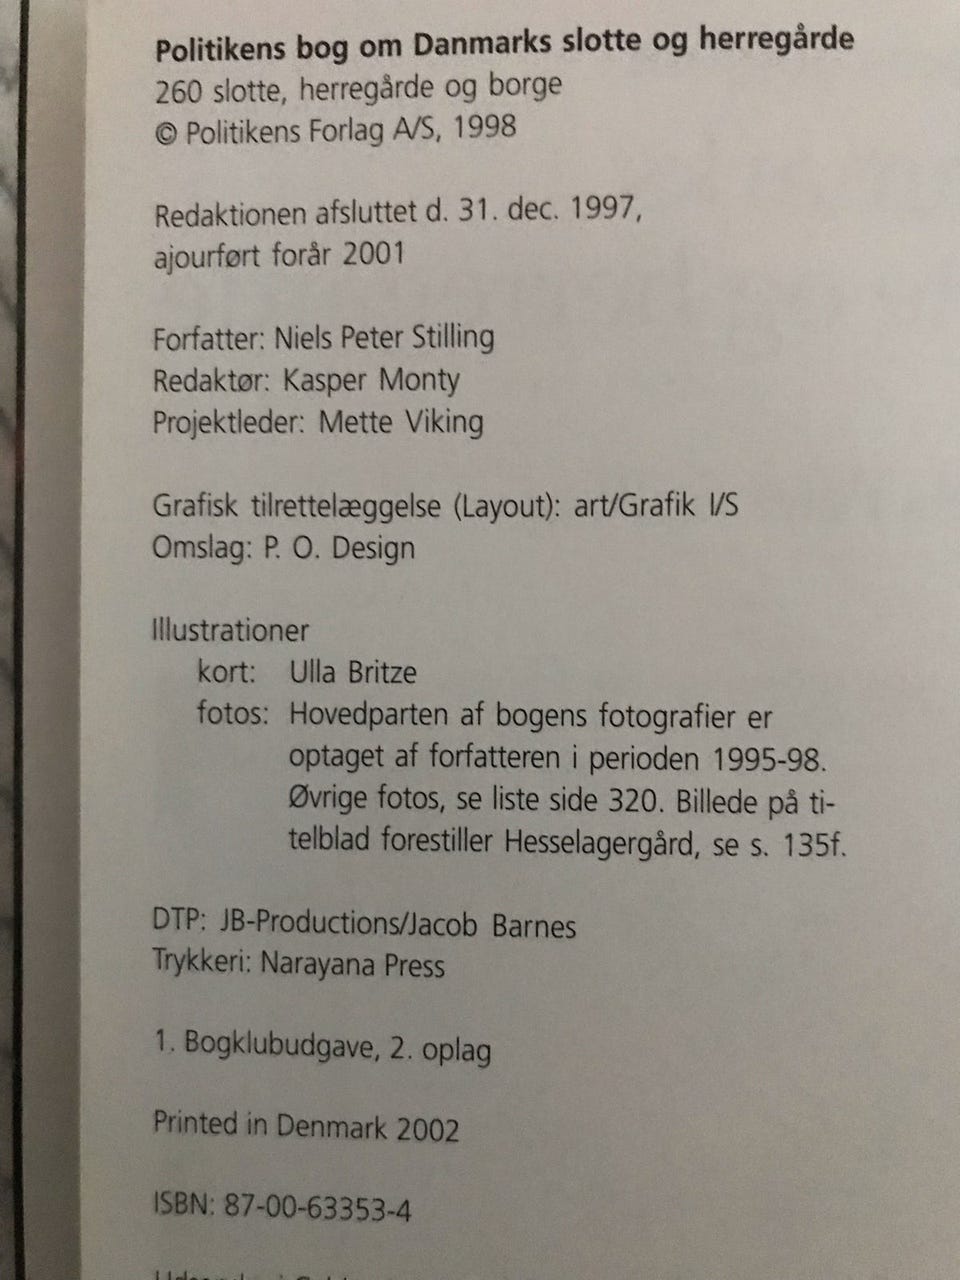 Politikens bog om Danmarks slotte og herregårde
260 slotte, herregårde og borge
© Politikens Forlag A/S, 1998
Redaktionen afsluttet d. 31. dec. 1997,
ajourført forår 2001
Forfatter: Niels Peter Stilling
Redaktør: Kasper Monty
Projektleder: Mette Viking
Grafisk tilrettelæggelse (Layout): art/Grafik I/S
Omslag: P. O. Design
Illustrationer
kort: Ulla Britze
fotos: Hovedparten af bogens fotografier er
optaget af forfatteren i perioden 1995-98.
Øvrige fotos, se liste side 320. Billede på ti-
telblad forestiller Hesselagergård, se s. 135f.
DTP: JB-Productions/Jacob Barnes
Trykkeri: Narayana Press
1. Bogklubudgave, 2. oplag
Printed in Denmark 2002
ISBN: 87-00-63353-4